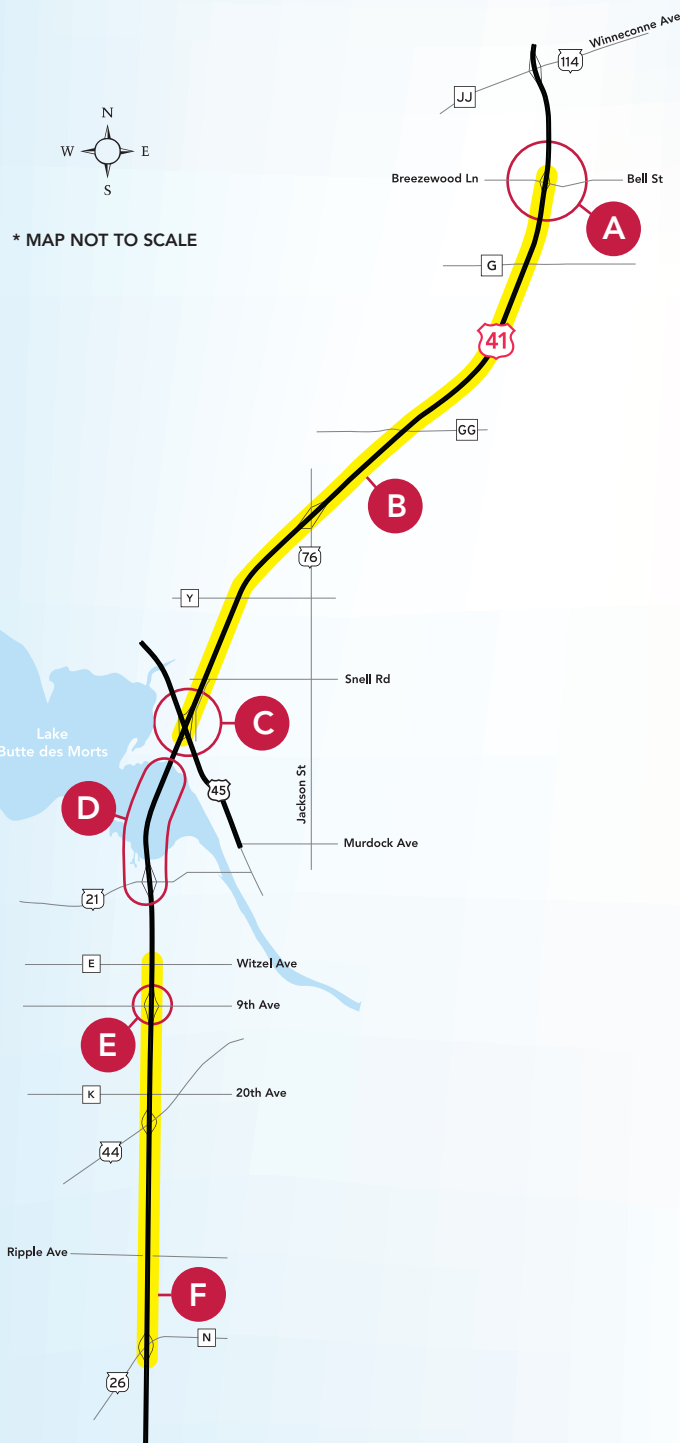 Winneconne Ave
114
JJ
N
W
E
S
Breezewood Ln
Bell St
A
* MAP NOT TO SCALE
G
41
GG
B
76
Y
Snell Rd
C
Lake
Butte des Morts
45
Jackson St
D
Murdock Ave
21
E
Witzel Ave
9th Ave
E
K
20th Ave
44
Ripple Ave
F
N
26